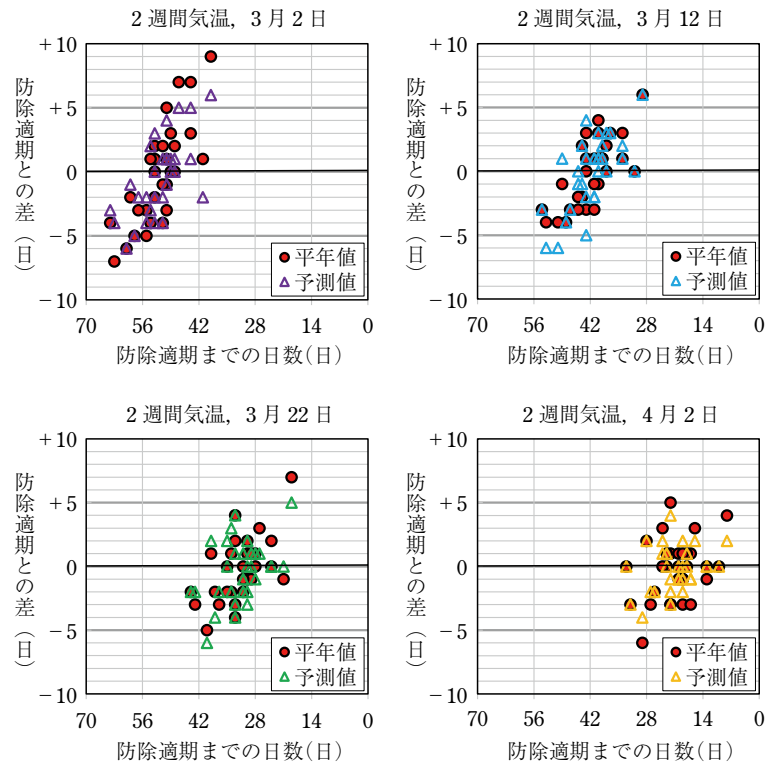 2 週間気温，3 月 2 日
+10
+5
0
−5
−10
防除適期との差（日）
平年値
予測値
70 56 42 28 14 0
防除適期までの日数(日)
2 週間気温，3 月 12 日
+10
+5
0
−5
−10
防除適期との差（日）
平年値
予測値
70 56 42 28 14 0
防除適期までの日数(日)
2 週間気温，3 月 22 日
+10
+5
0
−5
−10
防除適期との差（日）
平年値
予測値
70 56 42 28 14 0
防除適期までの日数(日)
2 週間気温，4 月 2 日
+10
+5
0
−5
−10
防除適期との差（日）
平年値
予測値
70 56 42 28 14 0
防除適期までの日数(日)